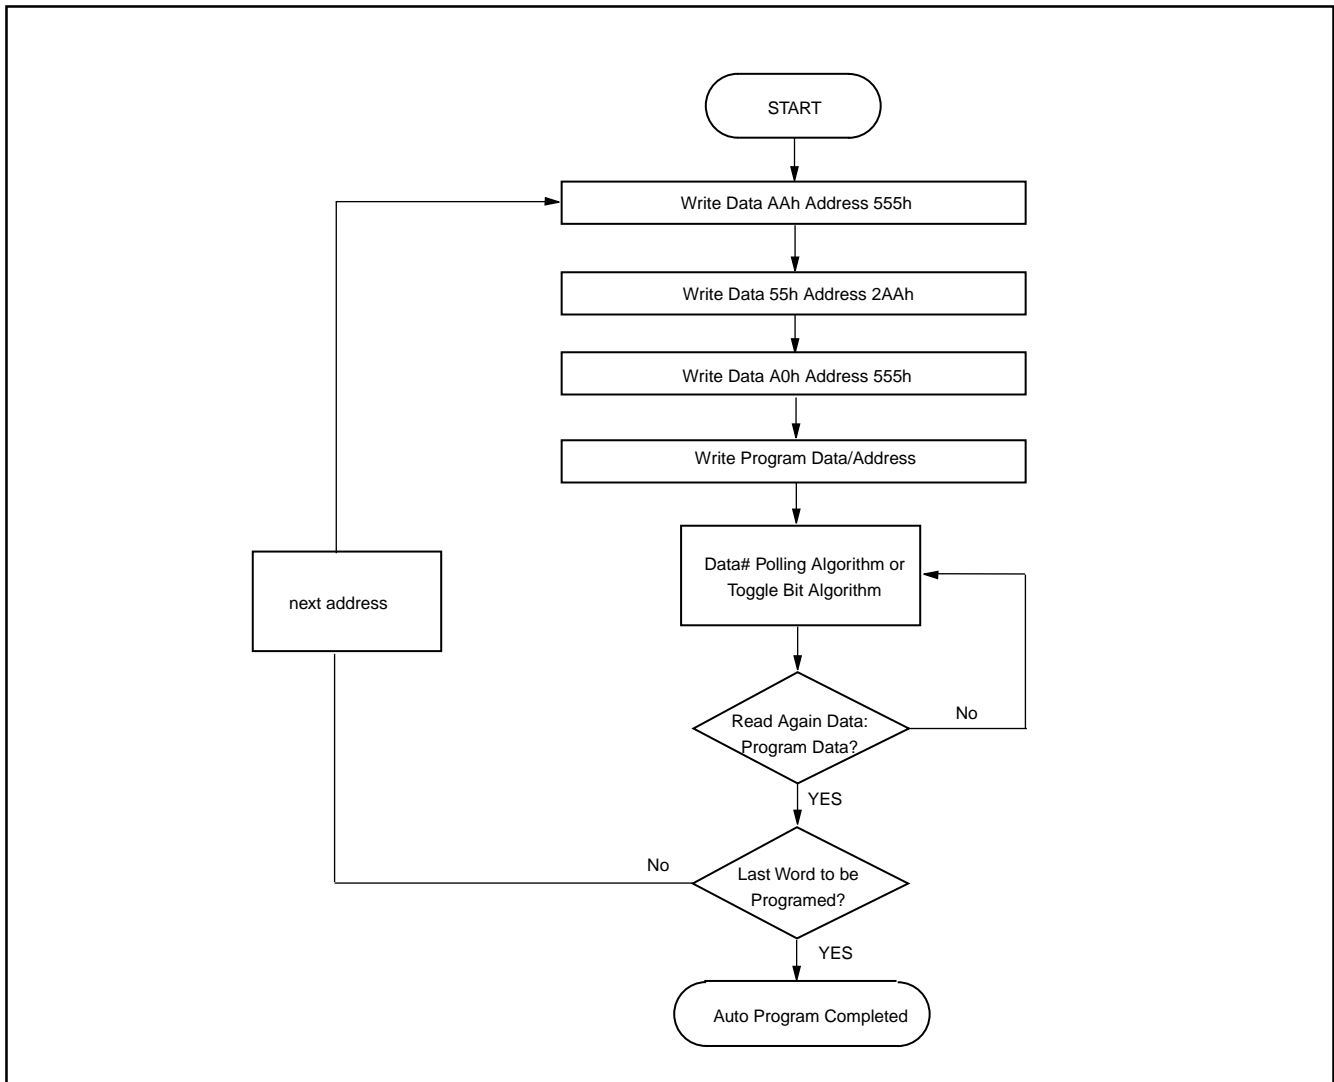 START
Write Data AAh Address 555h
Write Data 55h Address 2AAh
Write Data A0h Address 555h
Write Program Data/Address
Data# Polling Algorithm or
Toggle Bit Algorithm
next address
Read Again Data:
Program Data?
No
YES
No
Last Word to be
Programed?
YES
Auto Program Completed